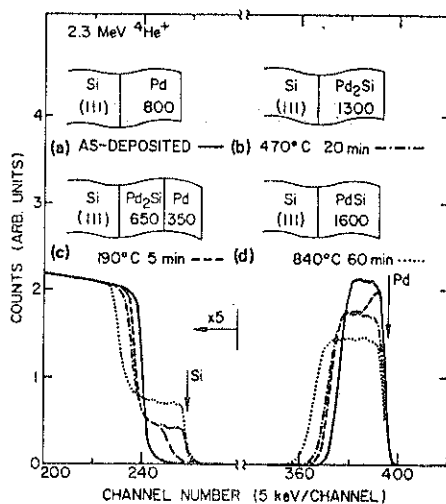 2.3 MeV ⁴He⁺
Si Pd
(111) 800
Si Pd₂Si
(111) 1300
(a) AS-DEPOSITED (b) 470°C 20 min
Si Pd₂Si Pd
(111) 650 350
Si PdSi
(111) 1600
(c) 190°C 5 min (d) 840°C 60 min
Pd
x5
Si
COUNTS (ARB. UNITS)
4
3
2
1
0
200 240 360 380 400
CHANNEL NUMBER (5 keV/CHANNEL)